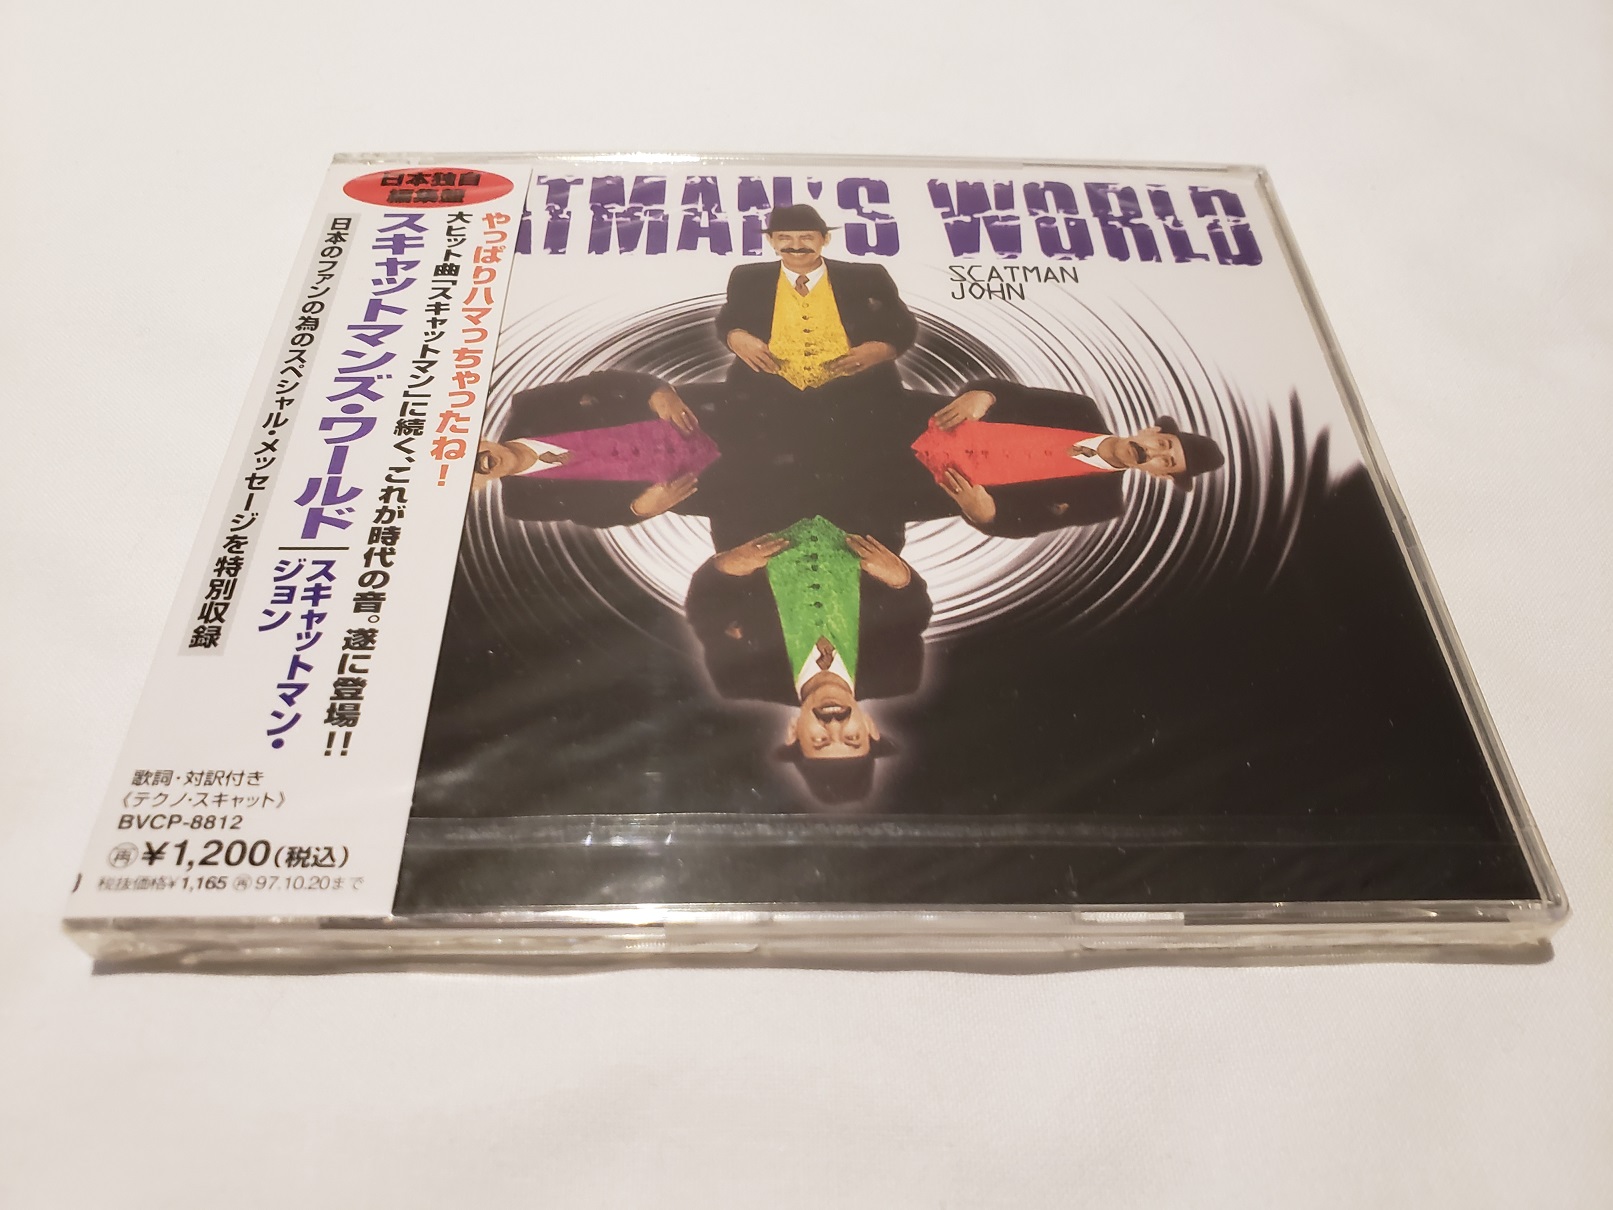 日本独自
編集盤
やっぱりハマっちゃったね!
大ヒット曲「スキャットマン」に続く、これが時代の音。遂に登場!!
スキャットマンズ・ワールド
スキャットマン・
ジョン
日本のファンの為のスペシャル・メッセージを特別収録
歌詞・対訳付き
《テクノ・スキャット》
BVCP-8812
再 ¥1,200(税込)
税抜価格¥1,165 再 97.10.20まで
ATMAN'S WORLD
SCATMAN
JOHN